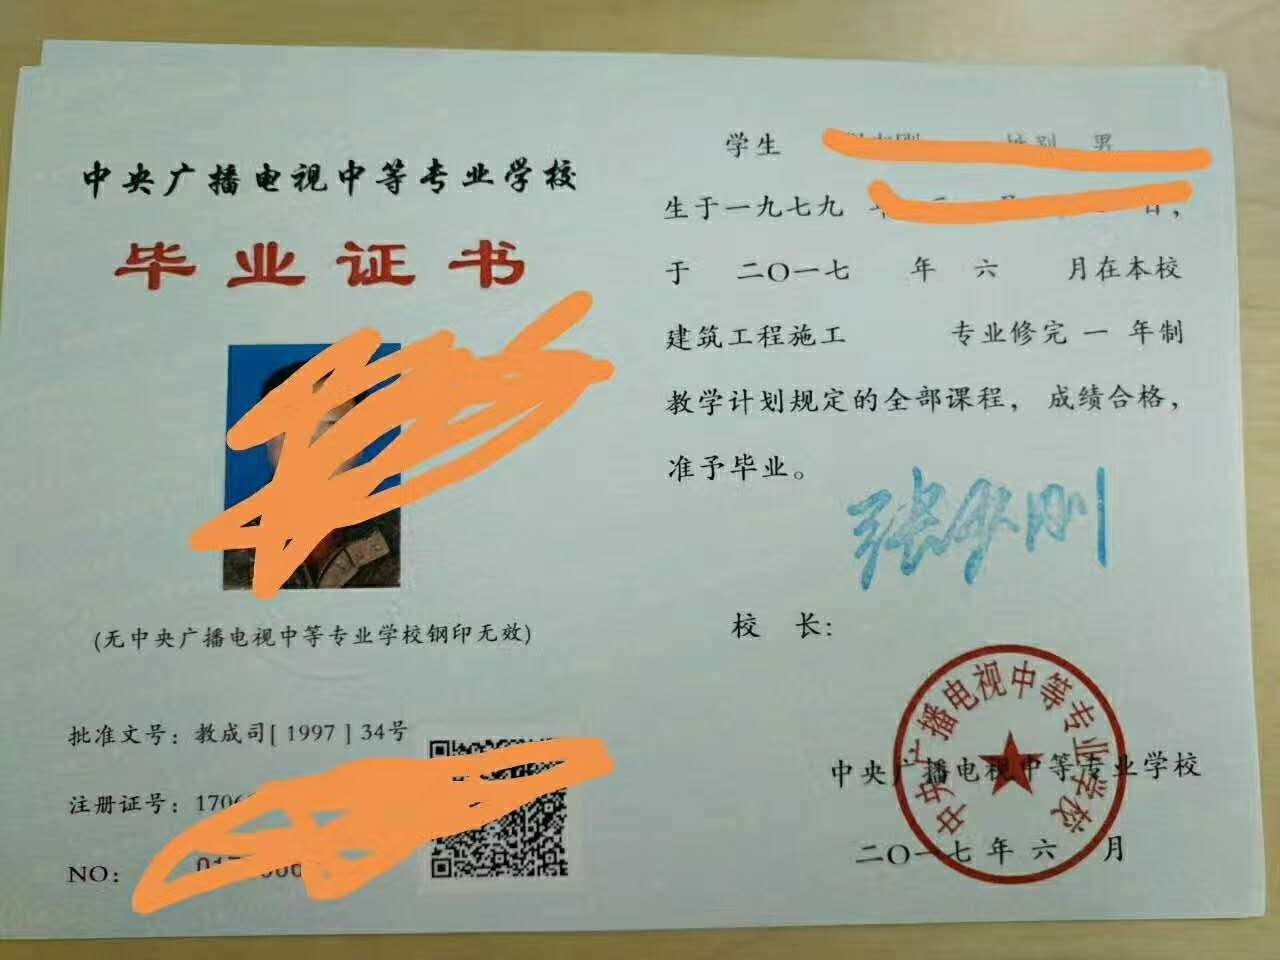 中央广播电视中等专业学校
毕业证书
(无中央广播电视中等专业学校钢印无效)
批准文号：教成司[ 1997 ] 34号
注册证号：170
NO：
学生 男
生于一九七九
于 二〇一七 年 六 月在本校
建筑工程施工 专业修完 一 年制
教学计划规定的全部课程，成绩合格，
准予毕业。
张少刚
校 长：
中央广播电视中等专业学校
中央广播电视中等专业学校
二〇一七 年 六 月